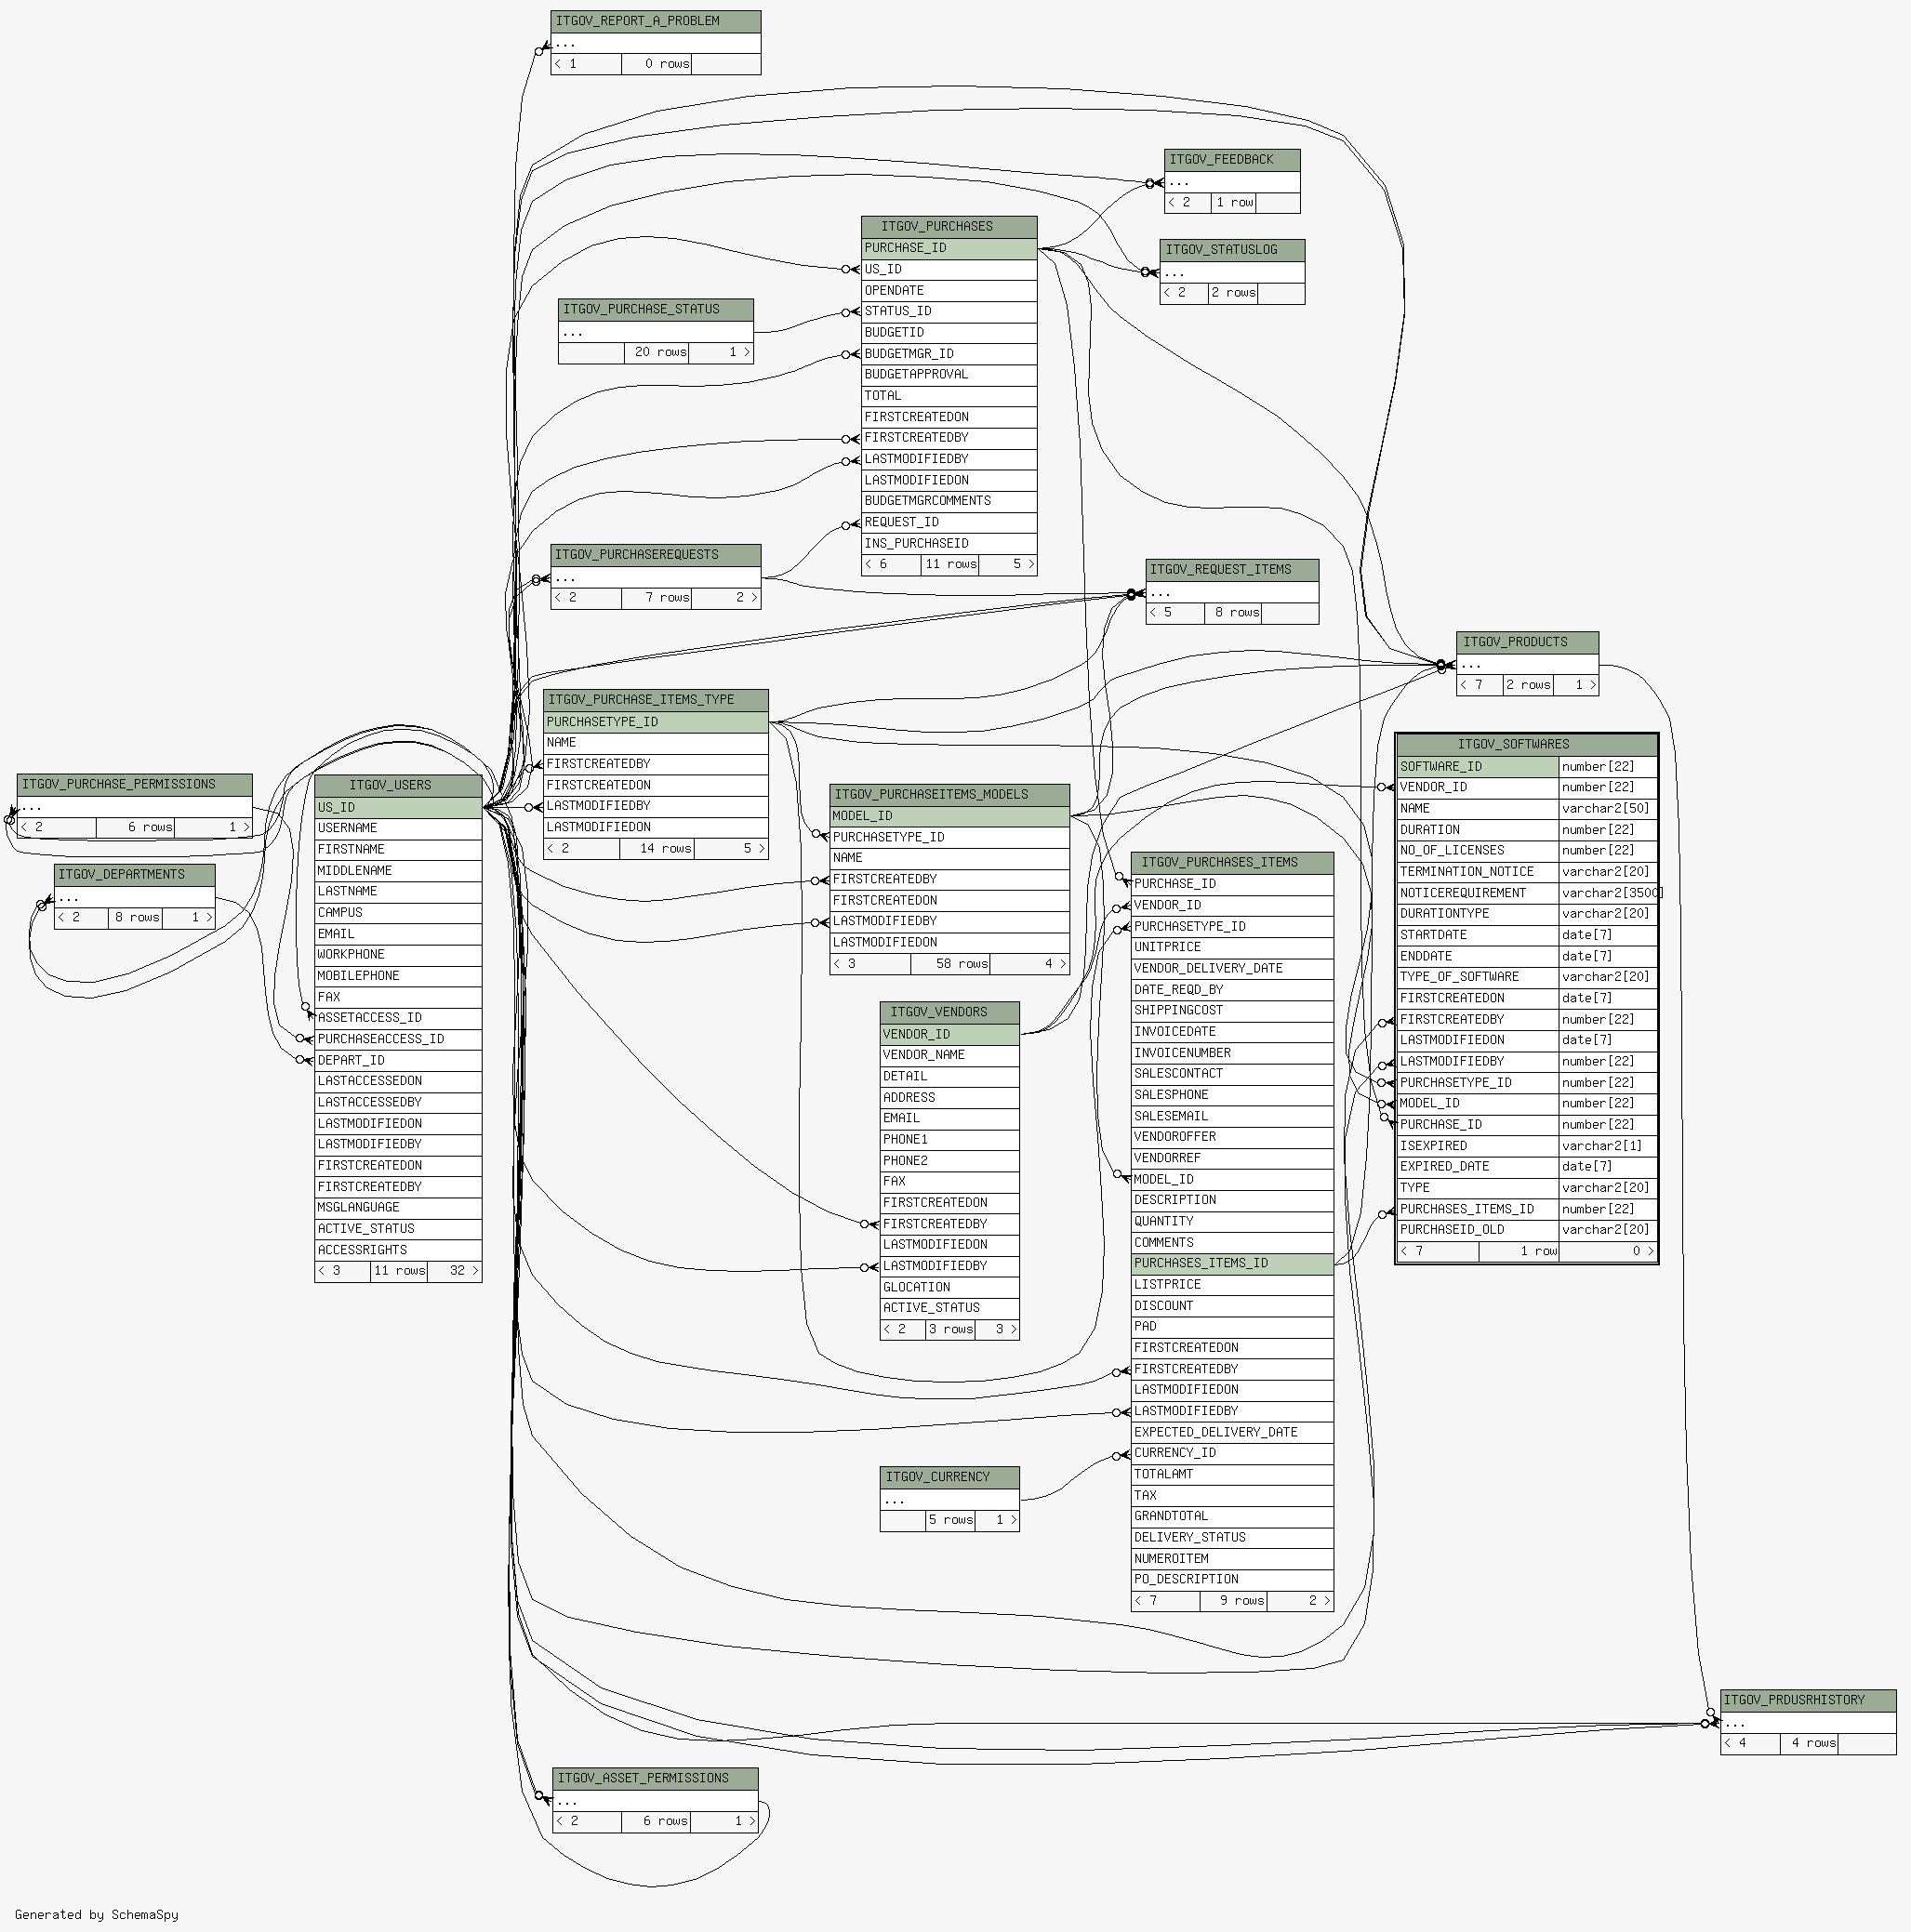 ITGOV_REPORT_A_PROBLEM
...
< 1 0 rows
ITGOV_FEEDBACK
...
< 2 1 row
ITGOV_PURCHASES
PURCHASE_ID
US_ID
OPENDATE
STATUS_ID
BUDGETID
BUDGETMGR_ID
BUDGETAPPROVAL
TOTAL
FIRSTCREATEDON
FIRSTCREATEDBY
LASTMODIFIEDBY
LASTMODIFIEDON
BUDGETMGRCOMMENTS
REQUEST_ID
INS_PURCHASEID
< 6 11 rows 5 >
ITGOV_STATUSLOG
...
< 2 2 rows
ITGOV_PURCHASE_STATUS
...
20 rows 1 >
ITGOV_PURCHASEREQUESTS
...
< 2 7 rows 2 >
ITGOV_REQUEST_ITEMS
...
< 5 8 rows
ITGOV_PRODUCTS
...
< 7 2 rows 1 >
ITGOV_PURCHASE_ITEMS_TYPE
PURCHASETYPE_ID
NAME
FIRSTCREATEDBY
FIRSTCREATEDON
LASTMODIFIEDBY
LASTMODIFIEDON
< 2 14 rows 5 >
ITGOV_SOFTWARES
SOFTWARE_ID number[22]
VENDOR_ID number[22]
NAME varchar2[50]
DURATION number[22]
NO_OF_LICENSES number[22]
TERMINATION_NOTICE varchar2[20]
NOTICEREQUIREMENT varchar2[3500]
DURATIONTYPE varchar2[20]
STARTDATE date[7]
ENDDATE date[7]
TYPE_OF_SOFTWARE varchar2[20]
FIRSTCREATEDON date[7]
FIRSTCREATEDBY number[22]
LASTMODIFIEDON date[7]
LASTMODIFIEDBY number[22]
PURCHASETYPE_ID number[22]
MODEL_ID number[22]
PURCHASE_ID number[22]
ISEXPIRED varchar2[1]
EXPIRED_DATE date[7]
TYPE varchar2[20]
PURCHASES_ITEMS_ID number[22]
PURCHASEID_OLD varchar2[20]
< 7 1 row 0 >
ITGOV_PURCHASE_PERMISSIONS
...
< 2 6 rows 1 >
ITGOV_DEPARTMENTS
...
< 2 8 rows 1 >
ITGOV_USERS
US_ID
USERNAME
FIRSTNAME
MIDDLENAME
LASTNAME
CAMPUS
EMAIL
WORKPHONE
MOBILEPHONE
FAX
ASSETACCESS_ID
PURCHASEACCESS_ID
DEPART_ID
LASTACCESSEDON
LASTACCESSEDBY
LASTMODIFIEDON
LASTMODIFIEDBY
FIRSTCREATEDON
FIRSTCREATEDBY
MSGLANGUAGE
ACTIVE_STATUS
ACCESSRIGHTS
< 3 11 rows 32 >
ITGOV_PURCHASEITEMS_MODELS
MODEL_ID
PURCHASETYPE_ID
NAME
FIRSTCREATEDBY
FIRSTCREATEDON
LASTMODIFIEDBY
LASTMODIFIEDON
< 3 58 rows 4 >
ITGOV_PURCHASES_ITEMS
PURCHASE_ID
VENDOR_ID
PURCHASETYPE_ID
UNITPRICE
VENDOR_DELIVERY_DATE
DATE_REQD_BY
SHIPPINGCOST
INVOICEDATE
INVOICENUMBER
SALESCONTACT
SALESPHONE
SALESEMAIL
VENDOROFFER
VENDORREF
MODEL_ID
DESCRIPTION
QUANTITY
COMMENTS
PURCHASES_ITEMS_ID
LISTPRICE
DISCOUNT
PAD
FIRSTCREATEDON
FIRSTCREATEDBY
LASTMODIFIEDON
LASTMODIFIEDBY
EXPECTED_DELIVERY_DATE
CURRENCY_ID
TOTALAMT
TAX
GRANDTOTAL
DELIVERY_STATUS
NUMEROITEM
PO_DESCRIPTION
< 7 9 rows 2 >
ITGOV_VENDORS
VENDOR_ID
VENDOR_NAME
DETAIL
ADDRESS
EMAIL
PHONE1
PHONE2
FAX
FIRSTCREATEDON
FIRSTCREATEDBY
LASTMODIFIEDON
LASTMODIFIEDBY
GLOCATION
ACTIVE_STATUS
< 2 3 rows 3 >
ITGOV_CURRENCY
...
5 rows 1 >
ITGOV_PRDUSRHISTORY
...
< 4 4 rows
ITGOV_ASSET_PERMISSIONS
...
< 2 6 rows 1 >
Generated by SchemaSpy